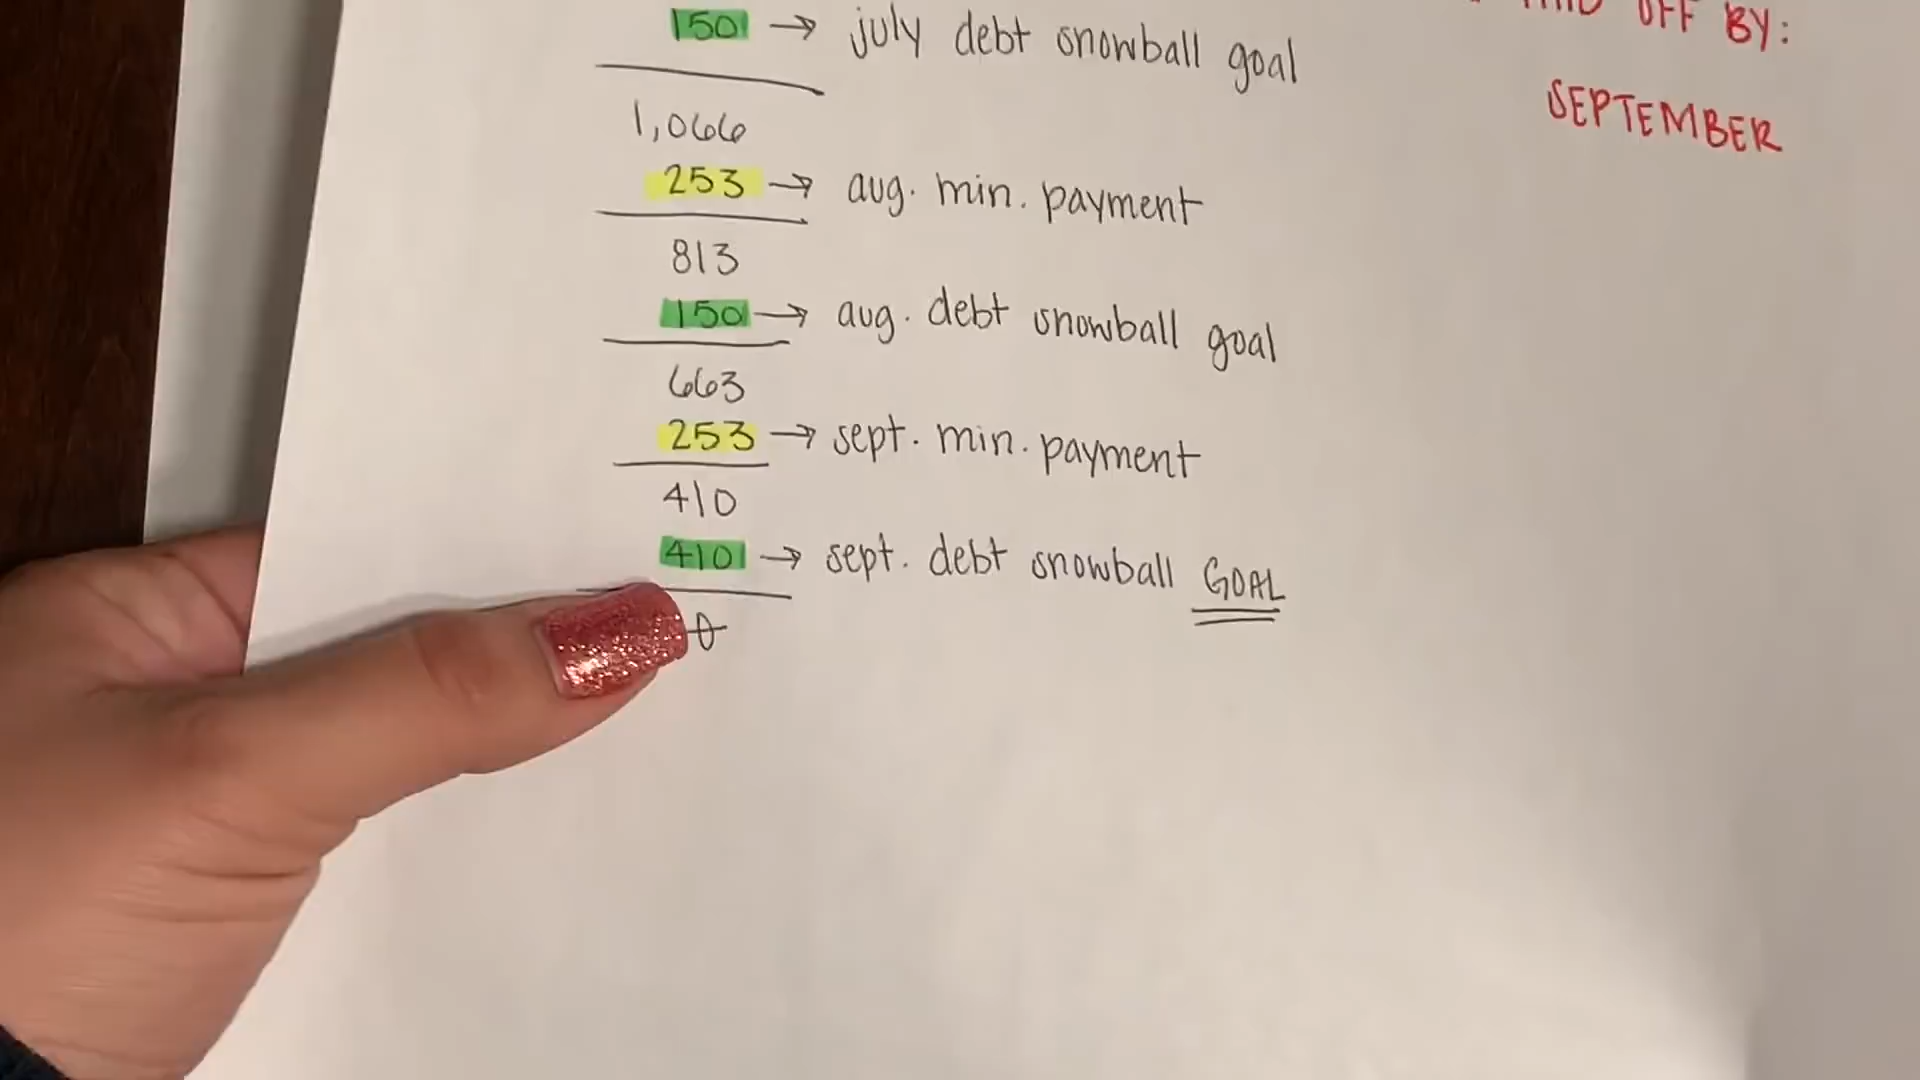 150 → july debt snowball goal
OFF BY:
SEPTEMBER
1,066
253 → aug. min. payment
813
150 → aug. debt snowball goal
663
253 → sept. min. payment
410
410 → sept. debt snowball GOAL
0